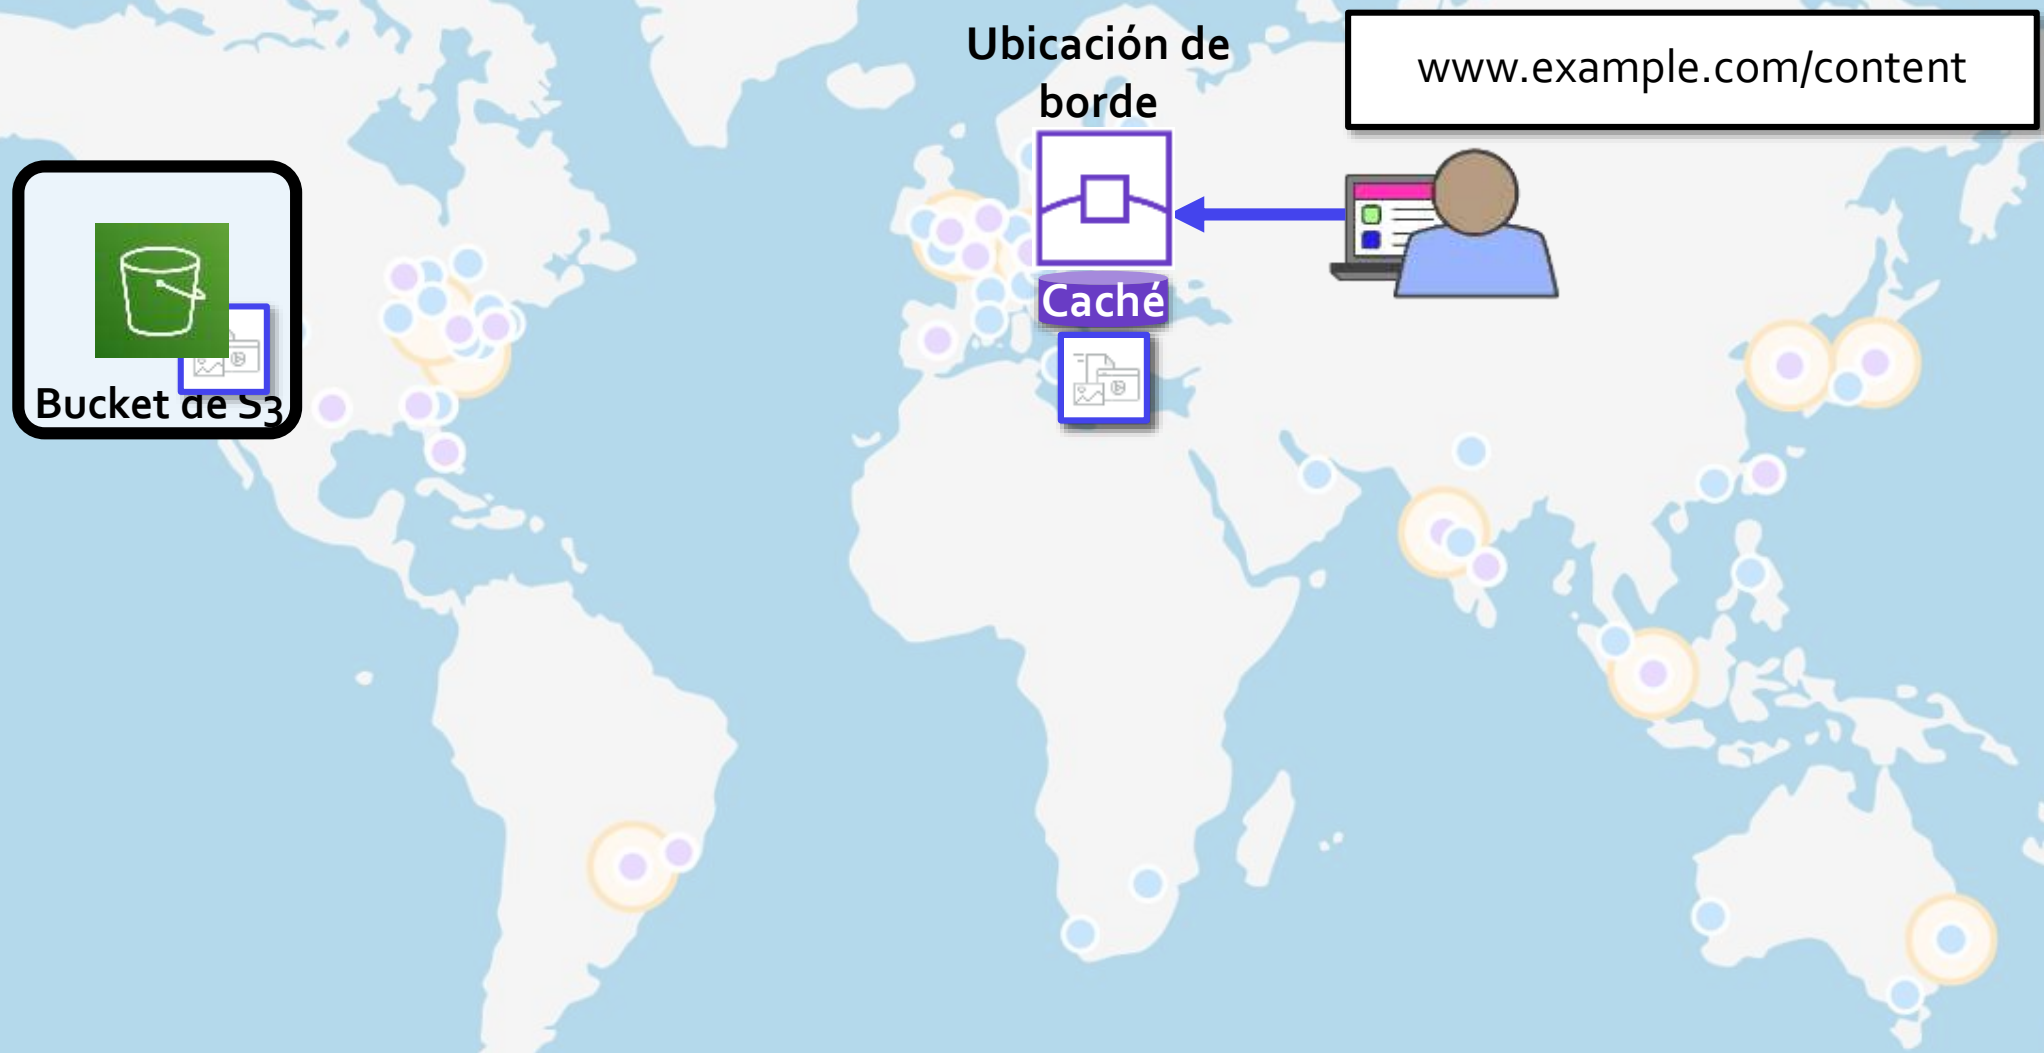 Ubicación de
borde
www.example.com/content
Caché
Bucket de S3